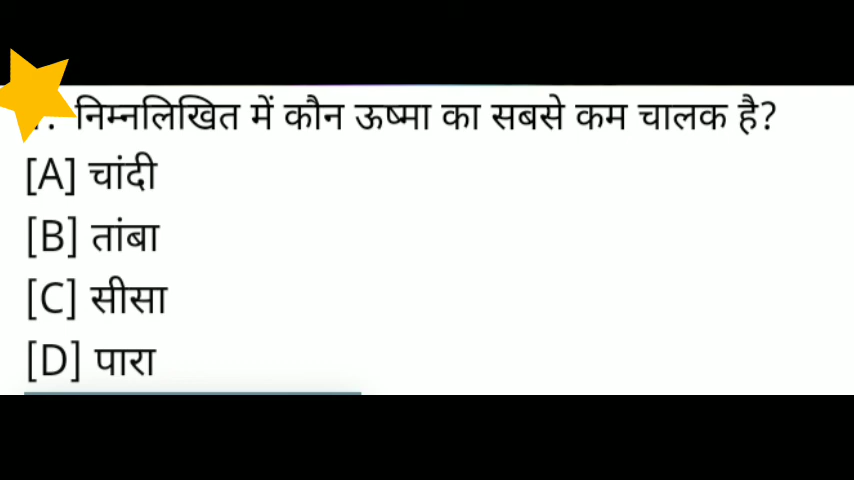 निम्नलिखित में कौन ऊष्मा का सबसे कम चालक है?
[A] चांदी
[B] तांबा
[C] सीसा
[D] पारा